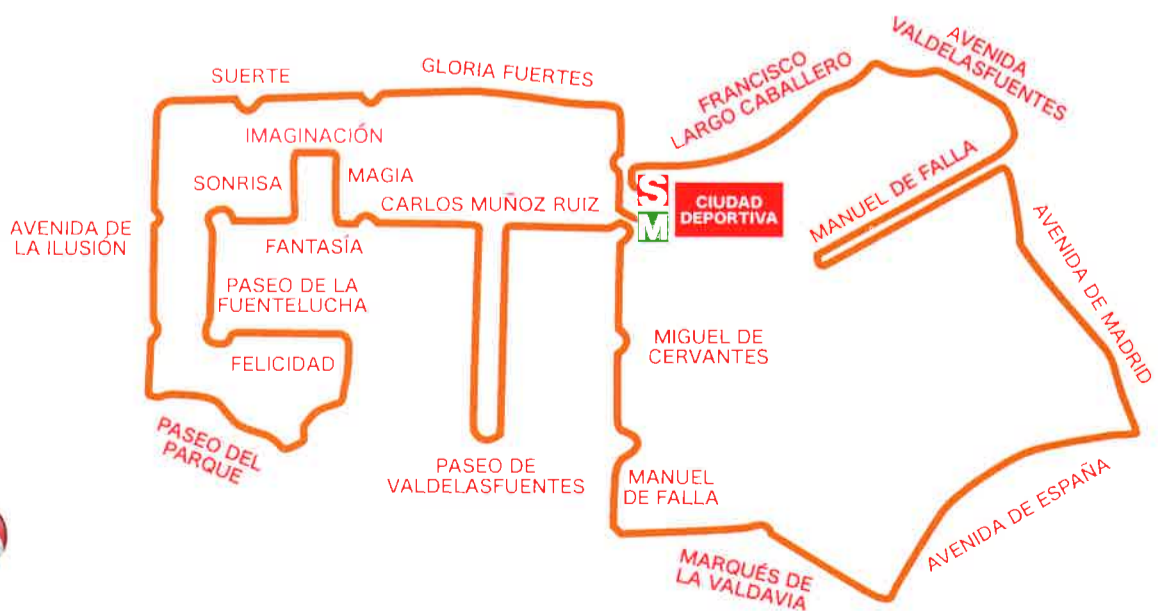 SUERTE
GLORIA FUERTES
FRANCISCO
LARGO CABALLERO
AVENIDA
VALDELASFUENTES
IMAGINACIÓN
SONRISA
MAGIA
CARLOS MUÑOZ RUIZ
S
M
CIUDAD
DEPORTIVA
MANUEL DE FALLA
AVENIDA DE
LA ILUSIÓN
FANTASÍA
PASEO DE LA
FUENTELUCHA
AVENIDA DE MADRID
MIGUEL DE
CERVANTES
FELICIDAD
PASEO DEL
PARQUE
PASEO DE
VALDELASFUENTES
MANUEL
DE FALLA
AVENIDA DE ESPAÑA
MARQUÉS DE
LA VALDAVIA